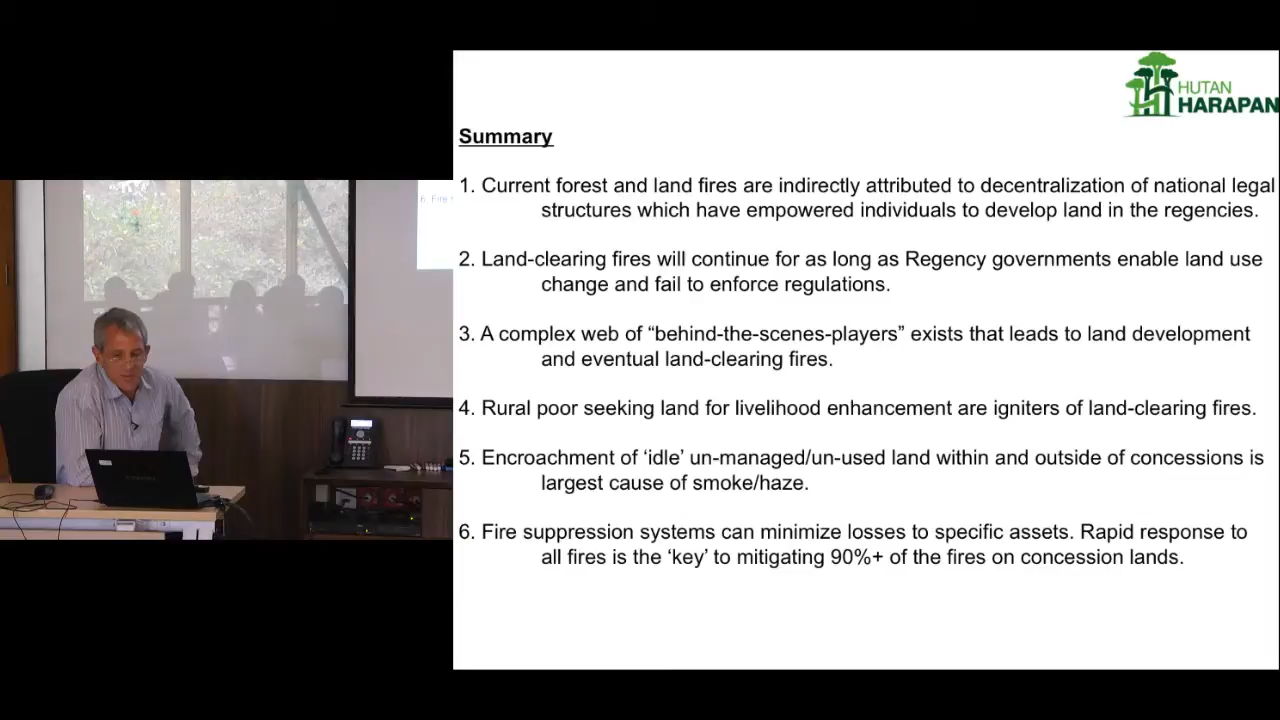 HUTAN
HARAPAN
Summary
1. Current forest and land fires are indirectly attributed to decentralization of national legal
structures which have empowered individuals to develop land in the regencies.
2. Land-clearing fires will continue for as long as Regency governments enable land use
change and fail to enforce regulations.
3. A complex web of “behind-the-scenes-players” exists that leads to land development
and eventual land-clearing fires.
4. Rural poor seeking land for livelihood enhancement are igniters of land-clearing fires.
5. Encroachment of ‘idle’ un-managed/un-used land within and outside of concessions is
largest cause of smoke/haze.
6. Fire suppression systems can minimize losses to specific assets. Rapid response to
all fires is the ‘key’ to mitigating 90%+ of the fires on concession lands.
6. Fire